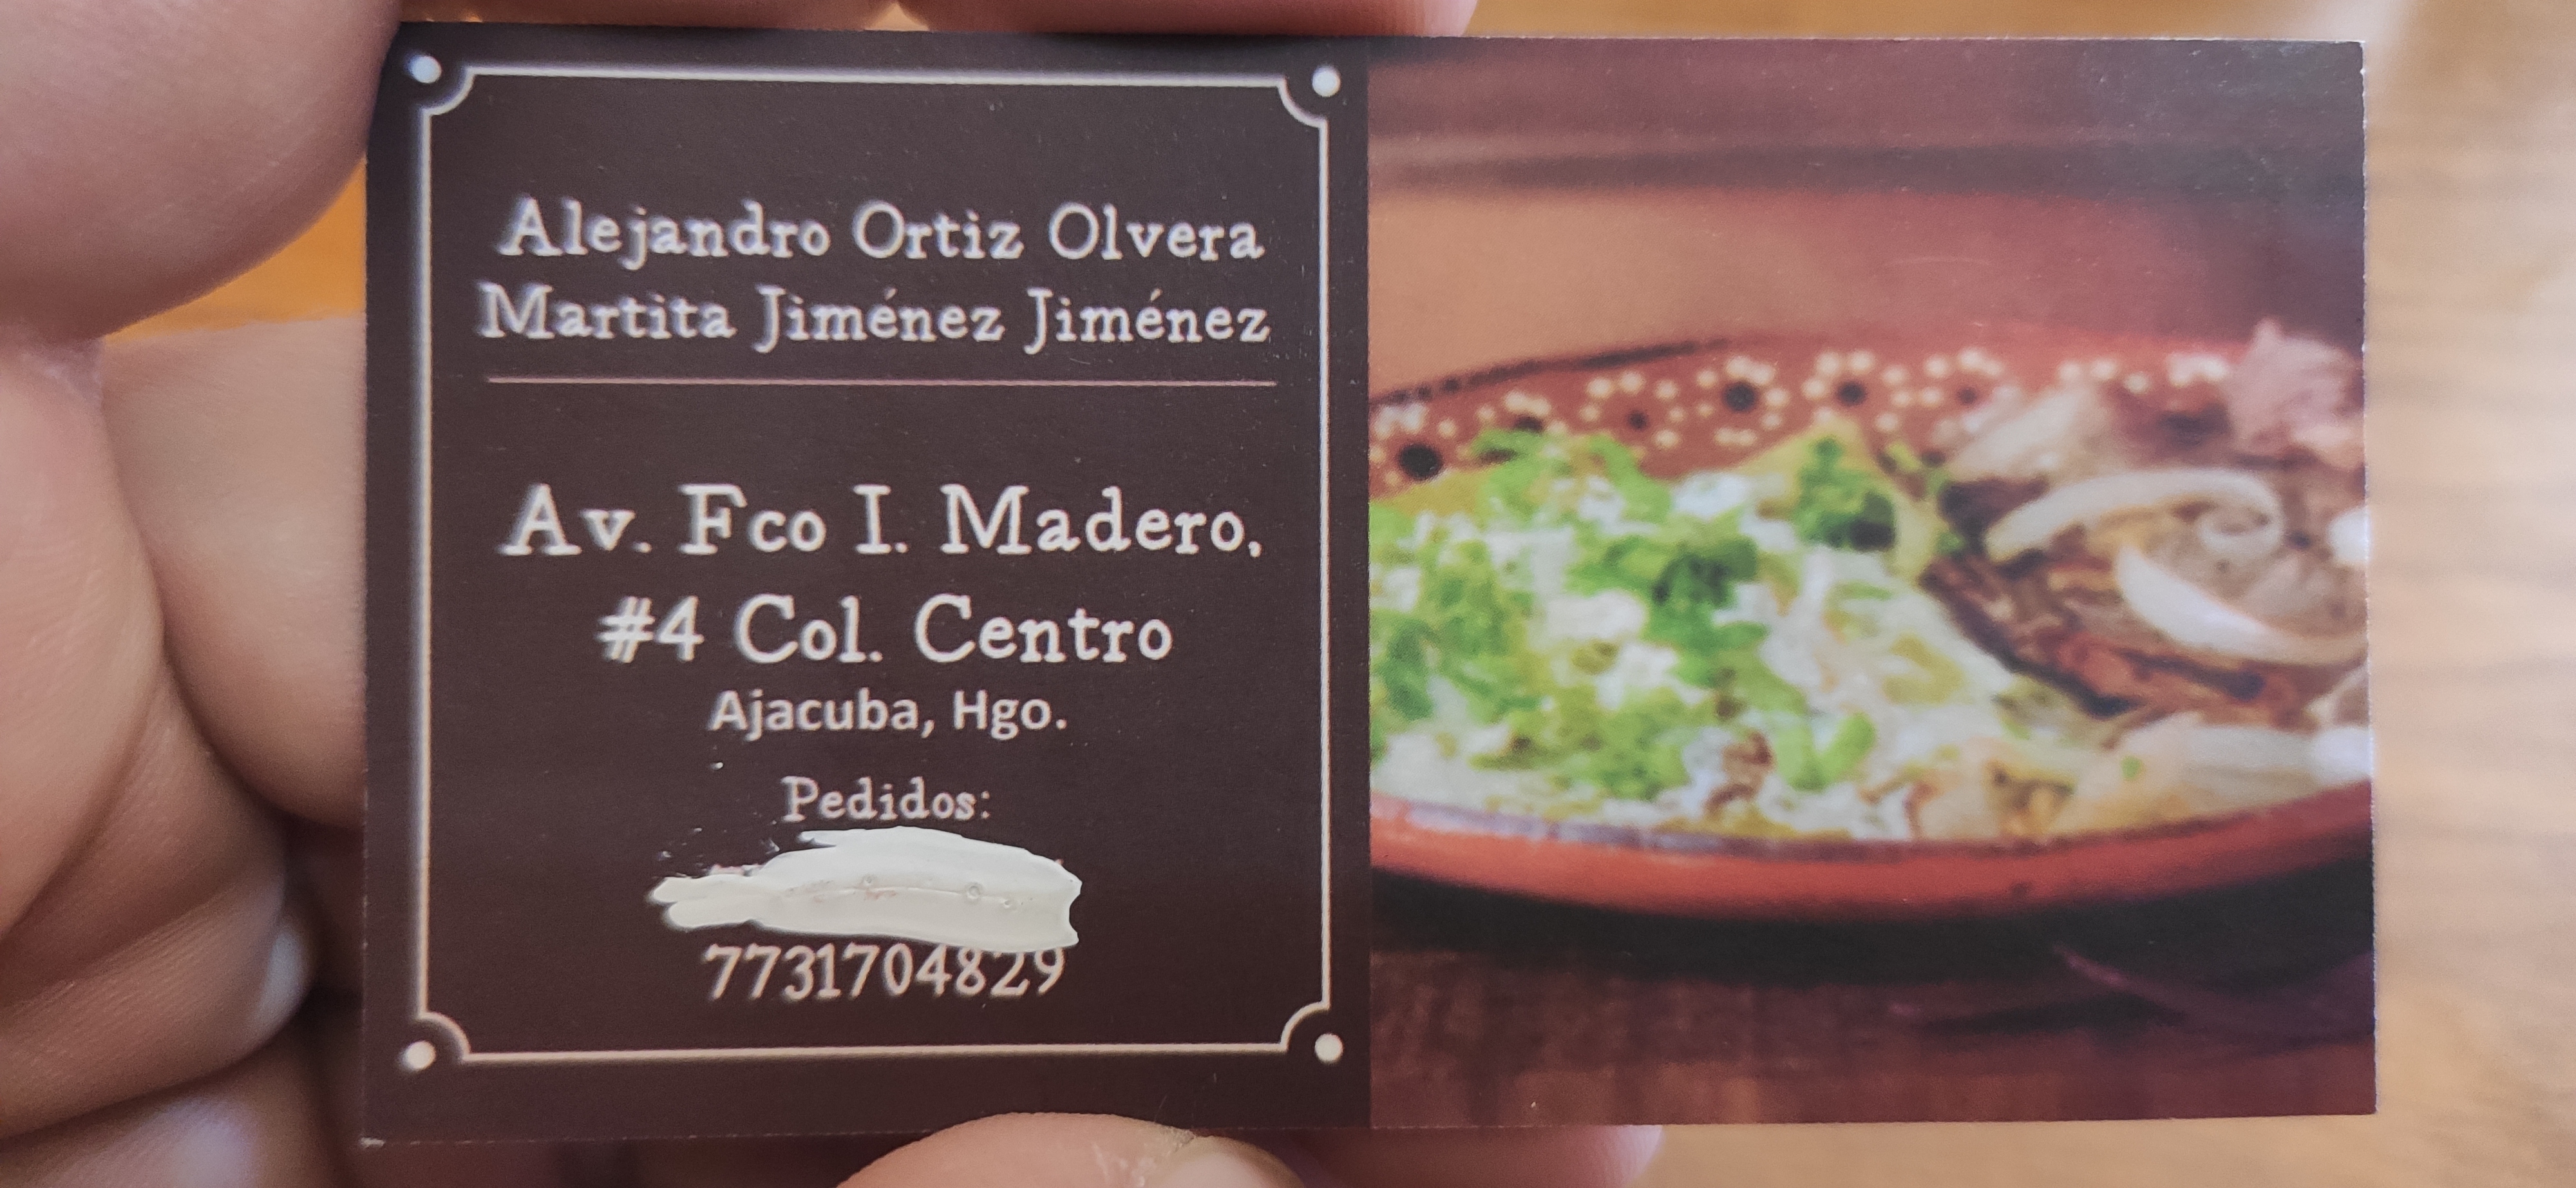 Alejandro Ortiz Olvera
Martita Jiménez Jiménez
Av. Fco I. Madero,
#4 Col. Centro
Ajacuba, Hgo.
Pedidos:
7731704829